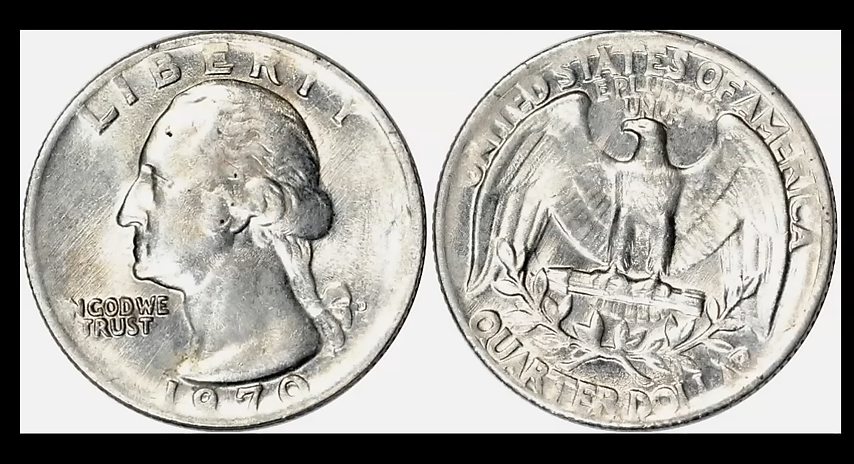 LIBERTY
IGODWE
TRUST
1970
UNITED STATES OF AMERICA
E PLURIBUS
UNUM
QUARTER DOLLAR